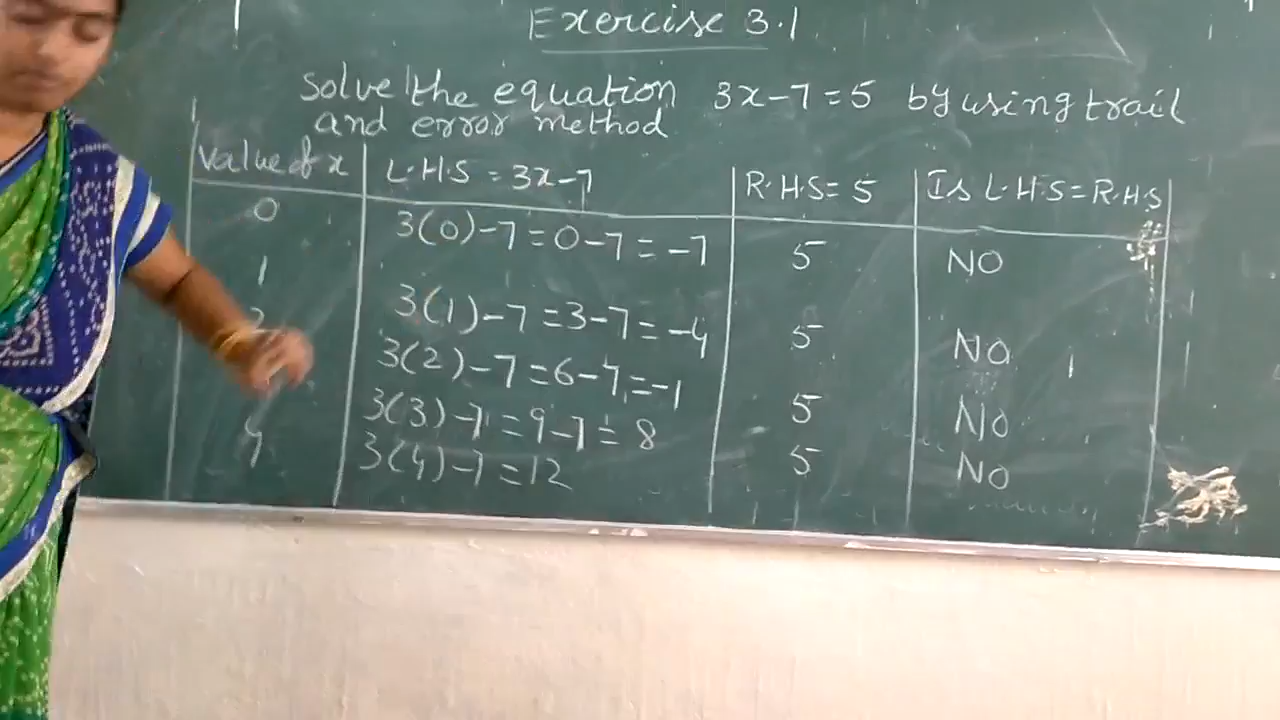 Exercise 3.1
Solve the equation 3x-7=5 by using trail
and error method
Value of x L.H.S = 3x-7 R.H.S= 5 Is L.H.S=R.H.S
0 3(0)-7=0-7= -7 5 NO
1 3(1)-7=3-7= -4 5 NO
2 3(2)-7=6-7=-1 5 NO
3(3)-7=9-7= 8 5 NO
4 3(4)-7=12